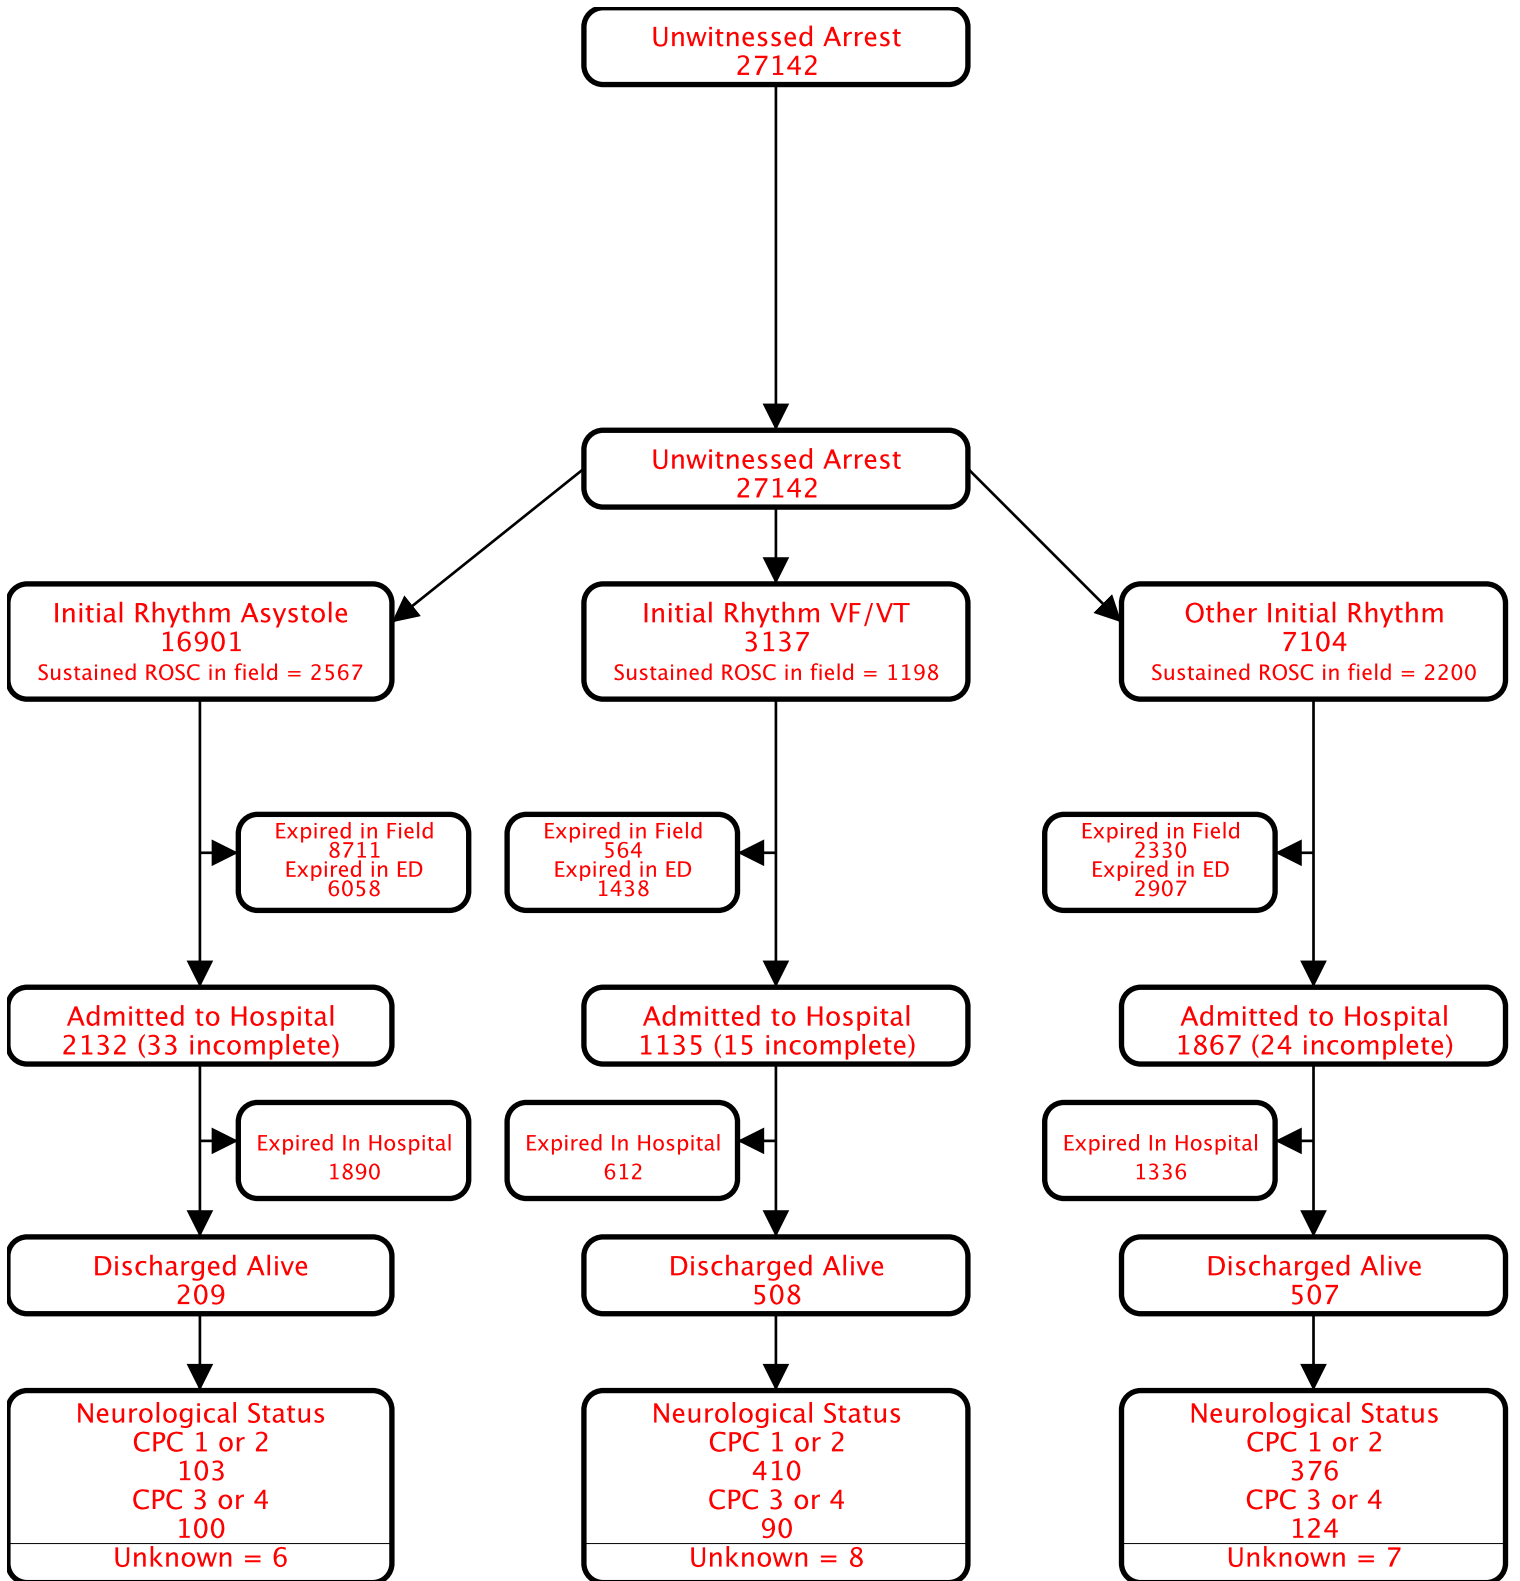 Unwitnessed Arrest
27142
Unwitnessed Arrest
27142
Initial Rhythm Asystole
16901
Sustained ROSC in field = 2567
Initial Rhythm VF/VT
3137
Sustained ROSC in field = 1198
Other Initial Rhythm
7104
Sustained ROSC in field = 2200
Expired in Field
8711
Expired in ED
6058
Expired in Field
564
Expired in ED
1438
Expired in Field
2330
Expired in ED
2907
Admitted to Hospital
2132 (33 incomplete)
Admitted to Hospital
1135 (15 incomplete)
Admitted to Hospital
1867 (24 incomplete)
Expired In Hospital
1890
Expired In Hospital
612
Expired In Hospital
1336
Discharged Alive
209
Discharged Alive
508
Discharged Alive
507
Neurological Status
CPC 1 or 2
103
CPC 3 or 4
100
Unknown = 6
Neurological Status
CPC 1 or 2
410
CPC 3 or 4
90
Unknown = 8
Neurological Status
CPC 1 or 2
376
CPC 3 or 4
124
Unknown = 7